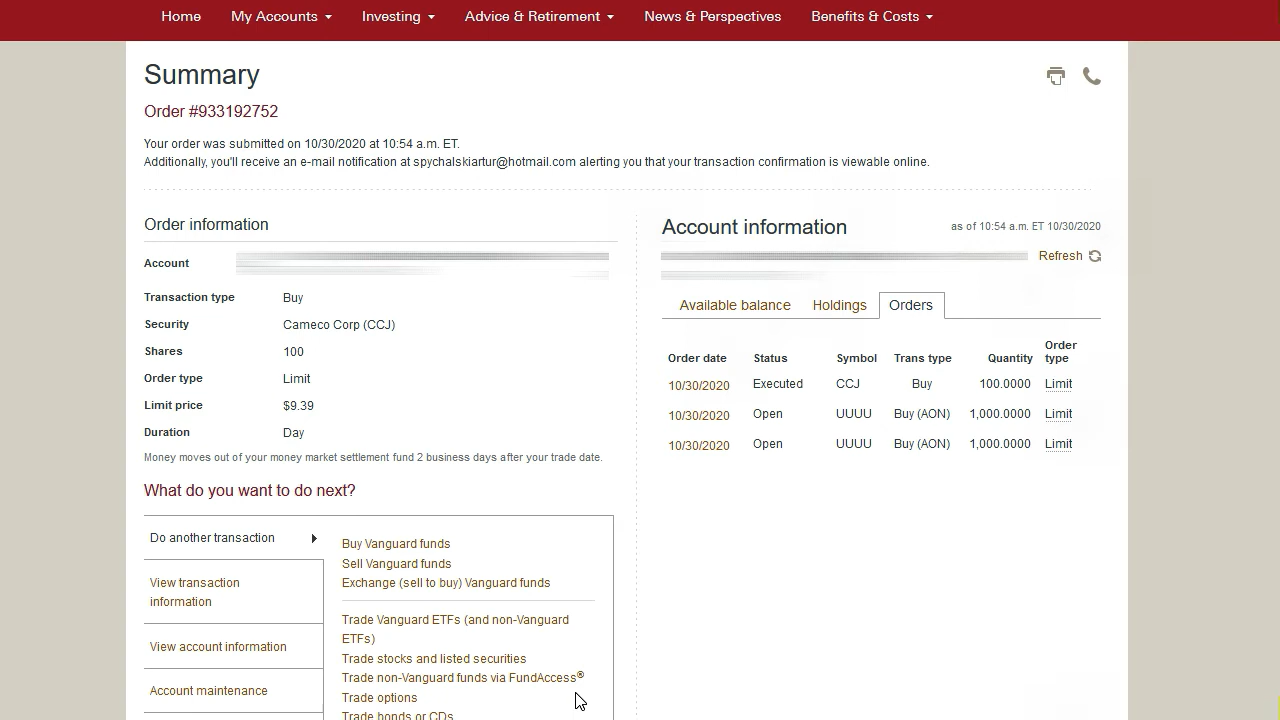 Home My Accounts Investing Advice & Retirement News & Perspectives Benefits & Costs
Summary
Order #933192752
Your order was submitted on 10/30/2020 at 10:54 a.m. ET.
Additionally, you'll receive an e-mail notification at spychalskiartur@hotmail.com alerting you that your transaction confirmation is viewable online.
Order information
Account
Transaction type Buy
Security Cameco Corp (CCJ)
Shares 100
Order type Limit
Limit price $9.39
Duration Day
Money moves out of your money market settlement fund 2 business days after your trade date.
What do you want to do next?
Do another transaction
View transaction
information
View account information
Account maintenance
Buy Vanguard funds
Sell Vanguard funds
Exchange (sell to buy) Vanguard funds
Trade Vanguard ETFs (and non-Vanguard
ETFs)
Trade stocks and listed securities
Trade non-Vanguard funds via FundAccess®
Trade options
Trade bonds or CDs
Account information as of 10:54 a.m. ET 10/30/2020
Refresh
Available balance Holdings Orders
Order date Status Symbol Trans type Quantity Order
type
10/30/2020 Executed CCJ Buy 100.0000 Limit
10/30/2020 Open UUUU Buy (AON) 1,000.0000 Limit
10/30/2020 Open UUUU Buy (AON) 1,000.0000 Limit